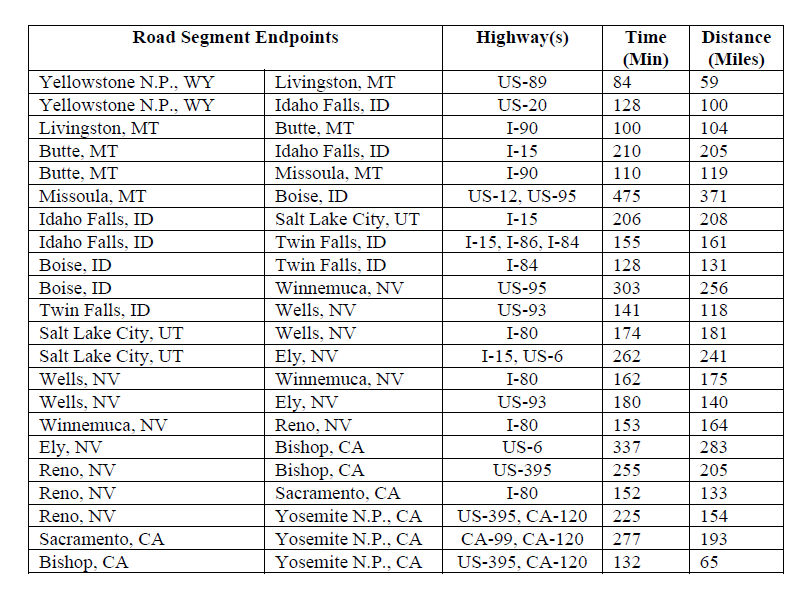 Road Segment Endpoints Highway(s) Time (Min) Distance (Miles)
Yellowstone N.P., WY Livingston, MT US-89 84 59
Yellowstone N.P., WY Idaho Falls, ID US-20 128 100
Livingston, MT Butte, MT I-90 100 104
Butte, MT Idaho Falls, ID I-15 210 205
Butte, MT Missoula, MT I-90 110 119
Missoula, MT Boise, ID US-12, US-95 475 371
Idaho Falls, ID Salt Lake City, UT I-15 206 208
Idaho Falls, ID Twin Falls, ID I-15, I-86, I-84 155 161
Boise, ID Twin Falls, ID I-84 128 131
Boise, ID Winnemuca, NV US-95 303 256
Twin Falls, ID Wells, NV US-93 141 118
Salt Lake City, UT Wells, NV I-80 174 181
Salt Lake City, UT Ely, NV I-15, US-6 262 241
Wells, NV Winnemuca, NV I-80 162 175
Wells, NV Ely, NV US-93 180 140
Winnemuca, NV Reno, NV I-80 153 164
Ely, NV Bishop, CA US-6 337 283
Reno, NV Bishop, CA US-395 255 205
Reno, NV Sacramento, CA I-80 152 133
Reno, NV Yosemite N.P., CA US-395, CA-120 225 154
Sacramento, CA Yosemite N.P., CA CA-99, CA-120 277 193
Bishop, CA Yosemite N.P., CA US-395, CA-120 132 65